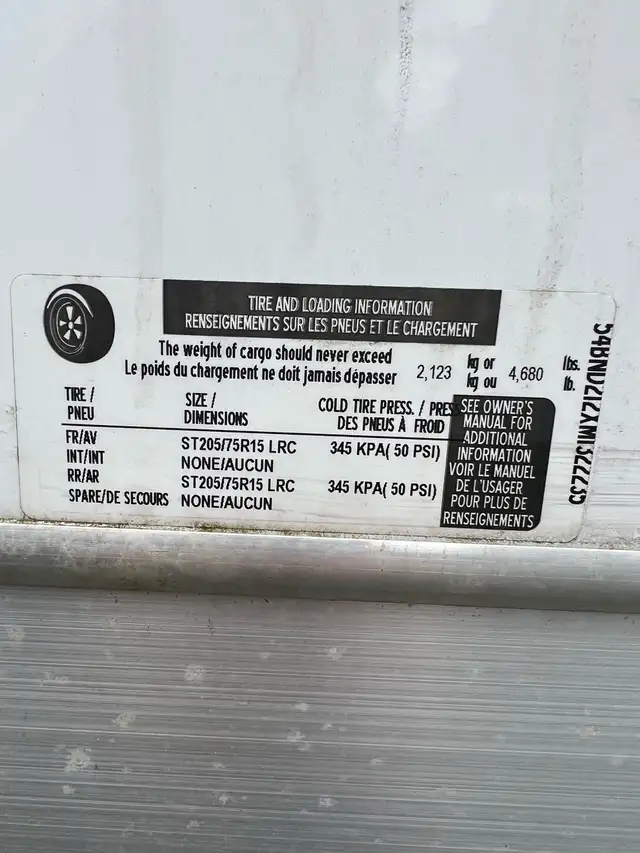 TIRE AND LOADING INFORMATION
RENSEIGNEMENTS SUR LES PNEUS ET LE CHARGEMENT
The weight of cargo should never exceed
Le poids du chargement ne doit jamais dépasser
2,123 kg or 4,680 lbs.
kg ou lb.
TIRE / SIZE / COLD TIRE PRESS. / PRES
PNEU DIMENSIONS DES PNEUS À FROID
FR/AV ST205/75R15 LRC 345 KPA( 50 PSI)
INT/INT NONE/AUCUN
RR/AR ST205/75R15 LRC 345 KPA( 50 PSI)
SPARE/DE SECOURS NONE/AUCUN
SEE OWNER'S
MANUAL FOR
ADDITIONAL
INFORMATION
VOIR LE MANUEL
DE L'USAGER
POUR PLUS DE
RENSEIGNEMENTS